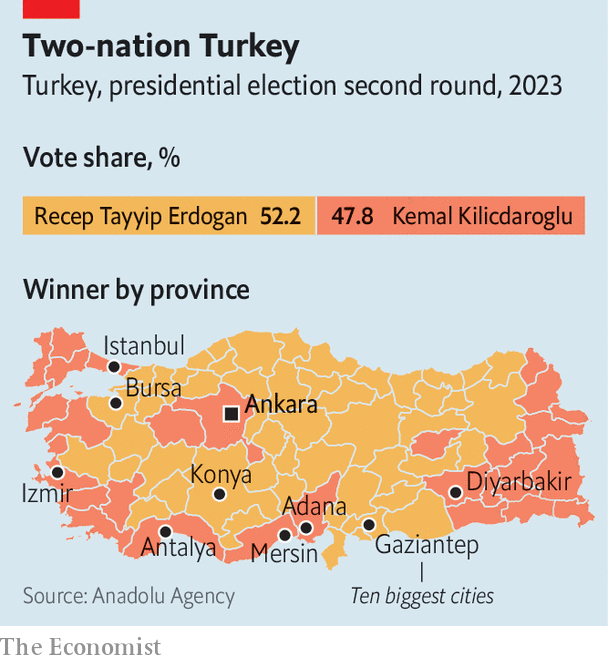 Two-nation Turkey
Turkey, presidential election second round, 2023
Vote share, %
Recep Tayyip Erdogan 52.2 47.8 Kemal Kilicdaroglu
Winner by province
Istanbul
Bursa
Ankara
Konya
Diyarbakir
Izmir
Adana
Antalya
Mersin
Gaziantep
Source: Anadolu Agency
Ten biggest cities
The Economist